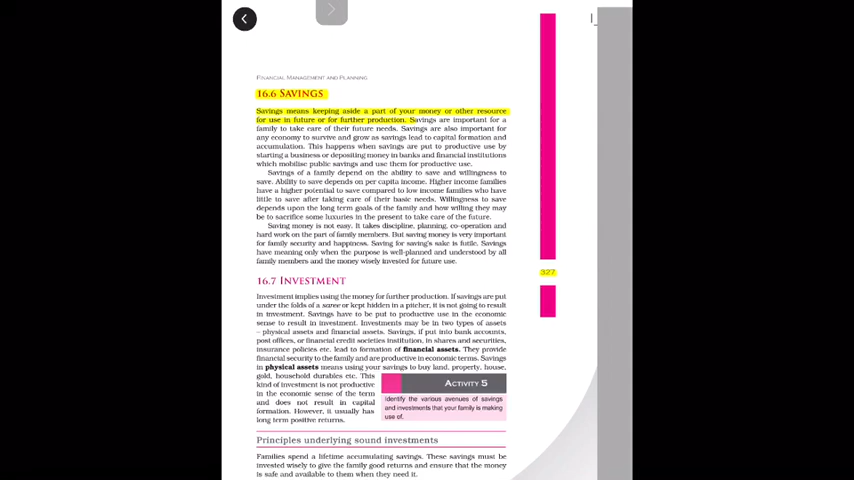 FINANCIAL MANAGEMENT AND PLANNING
16.6 SAVINGS
Savings means keeping aside a part of your money or other resource
for use in future or for further production. Savings are important for a
family to take care of their future needs. Savings are also important for
any economy to survive and grow as savings lead to capital formation and
accumulation. This happens when savings are put to productive use by
starting a business or depositing money in banks and financial institutions
which mobilise public savings and use them for productive use.
Savings of a family depend on the ability to save and willingness to
save. Ability to save depends on per capita income. Higher income families
have a higher potential to save compared to low income families who have
little to save after taking care of their basic needs. Willingness to save
depends upon the long term goals of the family and how willing they may
be to sacrifice some luxuries in the present to take care of the future.
Saving money is not easy. It takes discipline, planning, co-operation and
hard work on the part of family members. But saving money is very important
for family security and happiness. Saving for saving's sake is futile. Savings
have meaning only when the purpose is well-planned and understood by all
family members and the money wisely invested for future use.
327
16.7 INVESTMENT
Investment implies using the money for further production. If savings are put
under the folds of a saree or kept hidden in a pitcher, it is not going to result
in investment. Savings have to be put to productive use in the economic
sense to result in investment. Investments may be in two types of assets
– physical assets and financial assets. Savings, if put into bank accounts,
post offices, or financial credit societies institution, in shares and securities,
insurance policies etc. lead to formation of financial assets. They provide
financial security to the family and are productive in economic terms. Savings
in physical assets means using your savings to buy land, property, house,
gold, household durables etc. This
kind of investment is not productive
in the economic sense of the term
and does not result in capital
formation. However, it usually has
long term positive returns.
ACTIVITY 5
Identify the various avenues of savings
and investments that your family is making
use of.
Principles underlying sound investments
Families spend a lifetime accumulating savings. These savings must be
invested wisely to give the family good returns and ensure that the money
is safe and available to them when they need it.